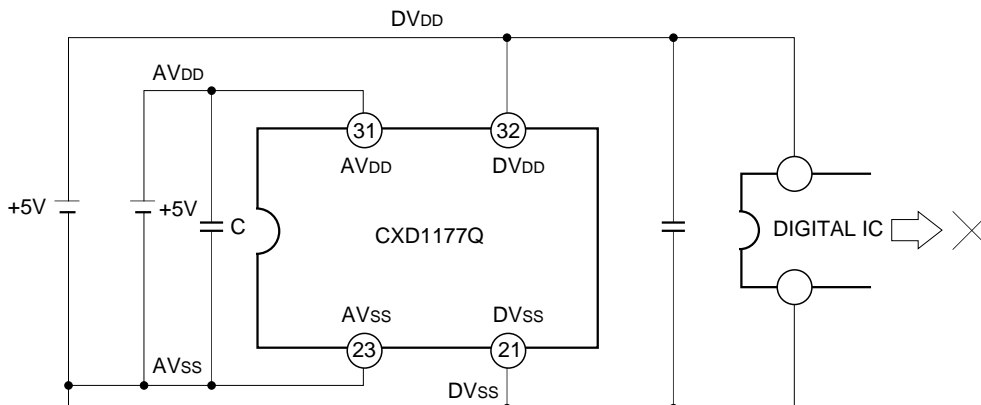 DVDD
AVDD
31
32
AVDD
DVDD
+5V
+5V
C
CXD1177Q
DIGITAL IC
AVSS
DVSS
23
21
AVSS
DVSS